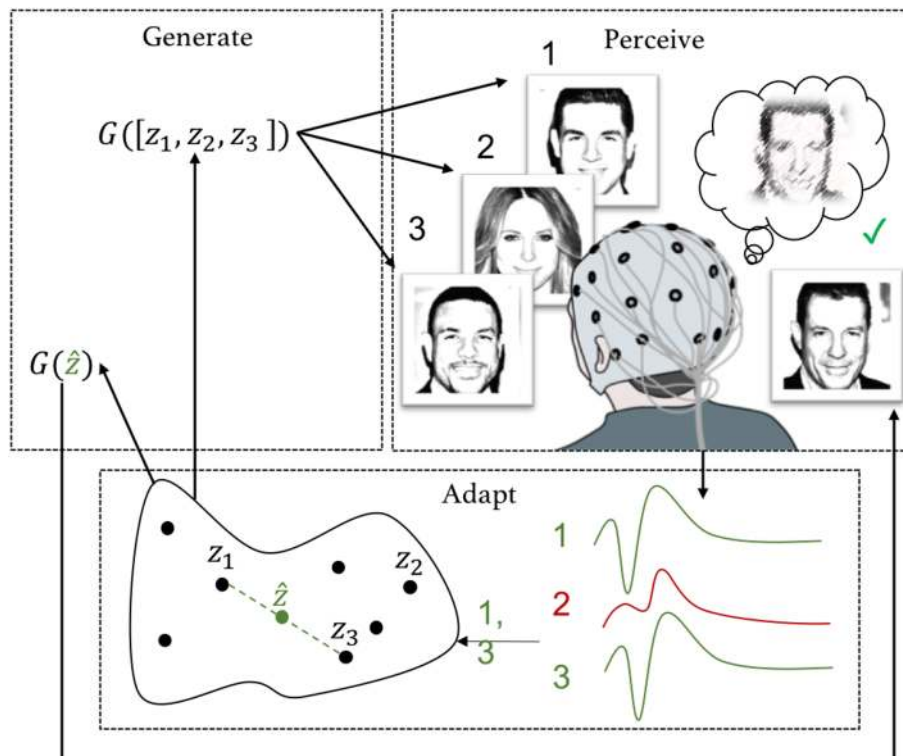 Generate
Perceive
1
G([z₁, z₂, z₃ ])
2
3
✓
G(ẑ)
Adapt
1
z₁
z₂
ẑ
1,
2
z₃
3
3